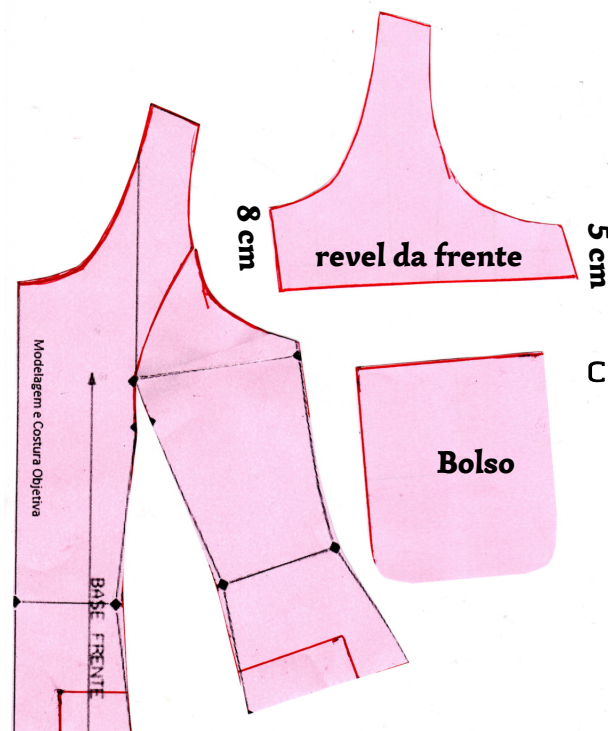 8 cm
revel da frente
5 cm
C
Bolso
Modelagem e Costura Objetiva
BASE FRENTE